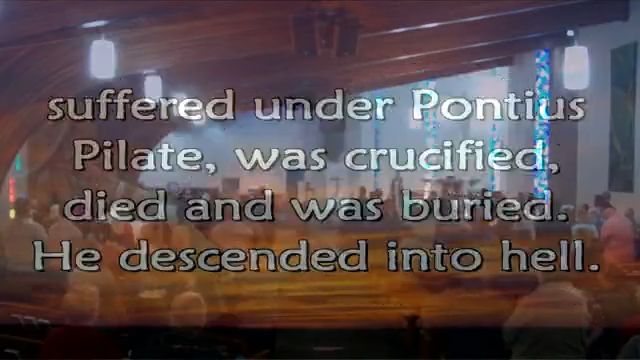 suffered under Pontius
Pilate, was crucified,
died and was buried.
He descended into hell.